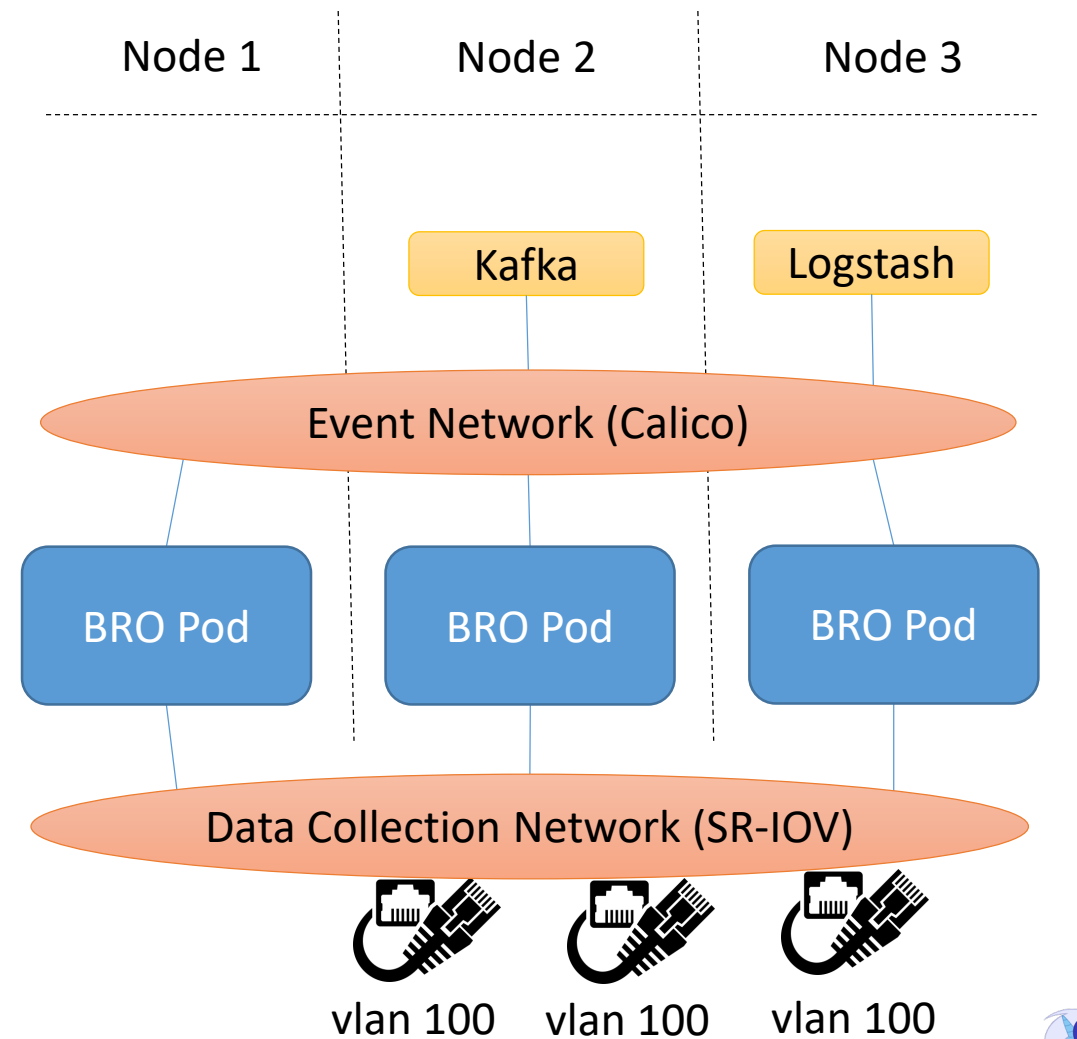 Node 1
Node 2
Node 3
Kafka
Logstash
Event Network (Calico)
BRO Pod
BRO Pod
BRO Pod
Data Collection Network (SR-IOV)
vlan 100
vlan 100
vlan 100